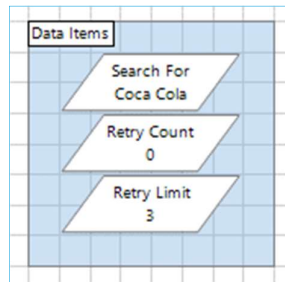 Data Items
Search For
Coca Cola
Retry Count
0
Retry Limit
3